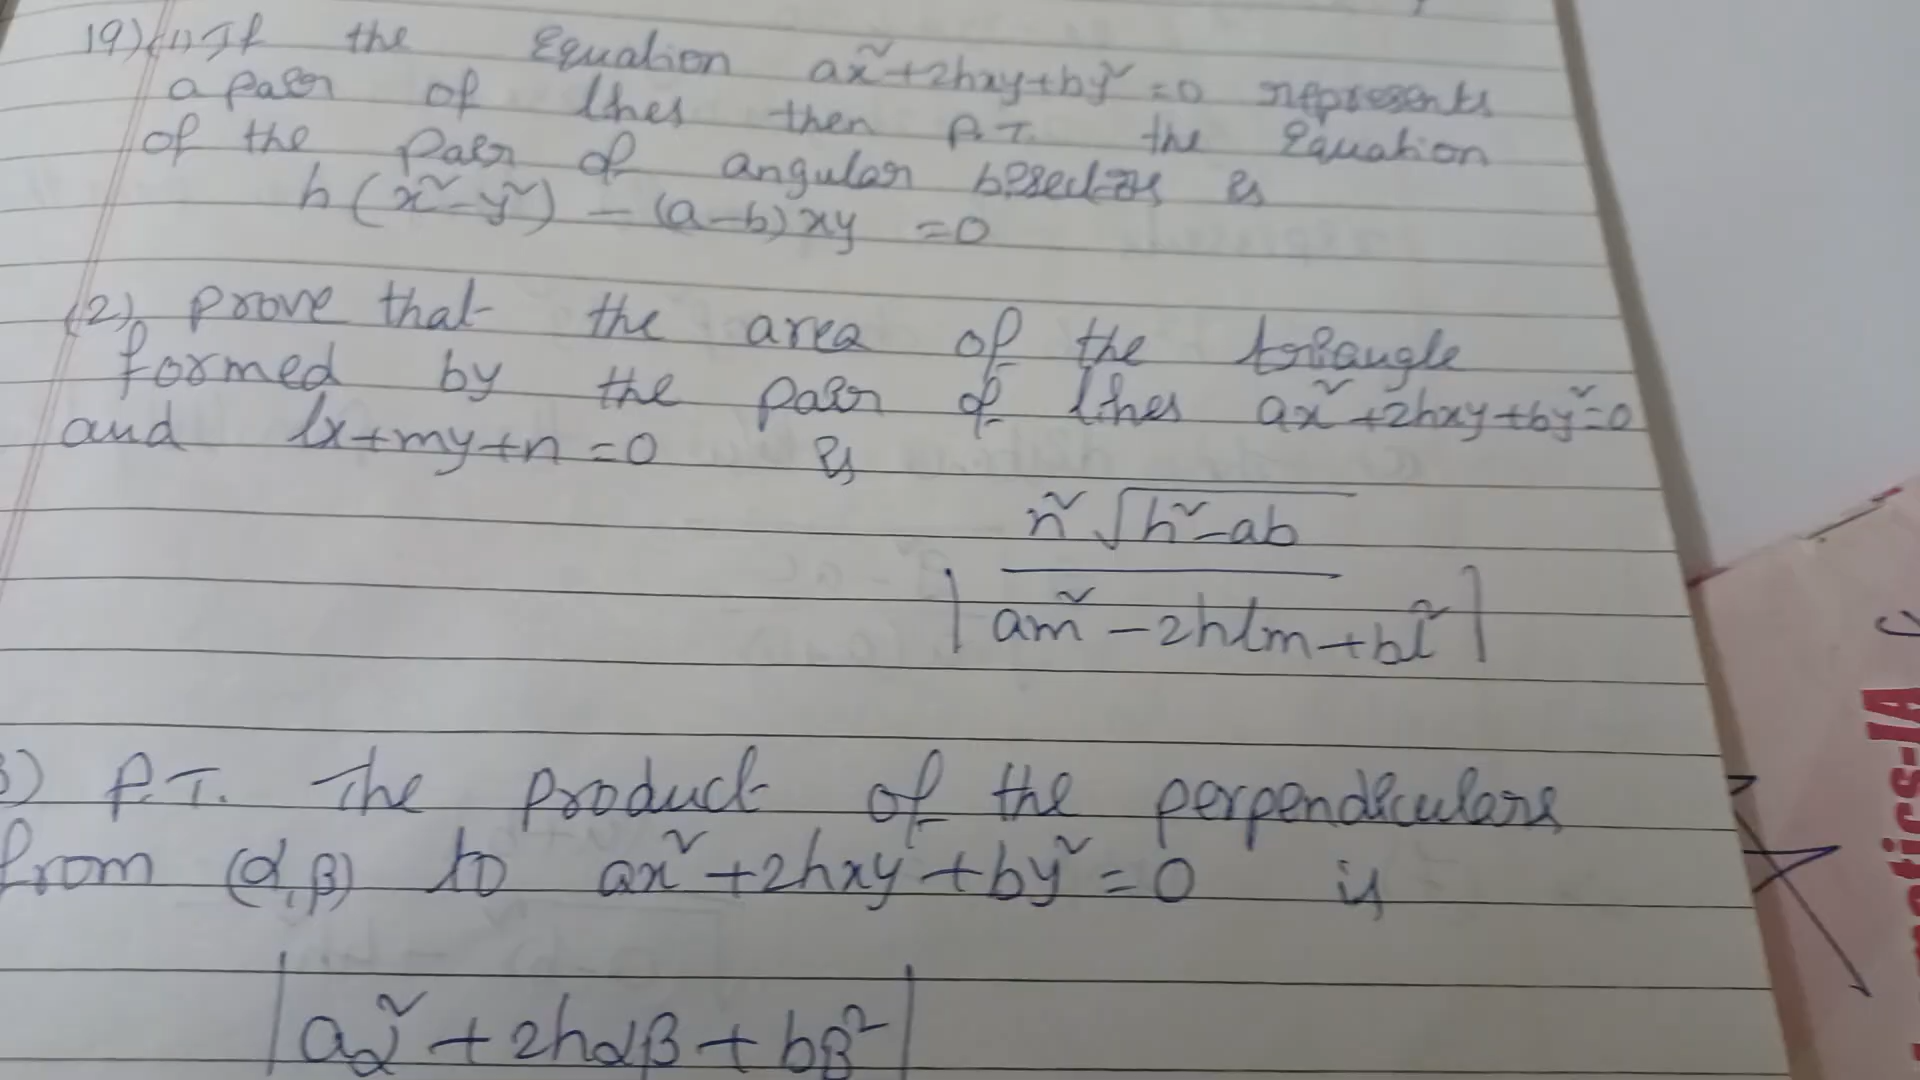 19) (1) If the Equation ax²+2hxy+by²=0 represents
a pair of lines then P.T. the Equation
of the pair of angular bisectors is
h(x²-y²) - (a-b)xy =0
(2) prove that the area of the triangle
formed by the pair of lines ax²+2hxy+by²=0
and lx+my+n=0 is
n²√h²-ab
|am²-2hlm+bl²|
3) P.T. The product of the perpendiculars
from (α,β) to ax²+2hxy+by²=0 is
|aα²+2hαβ+bβ²|